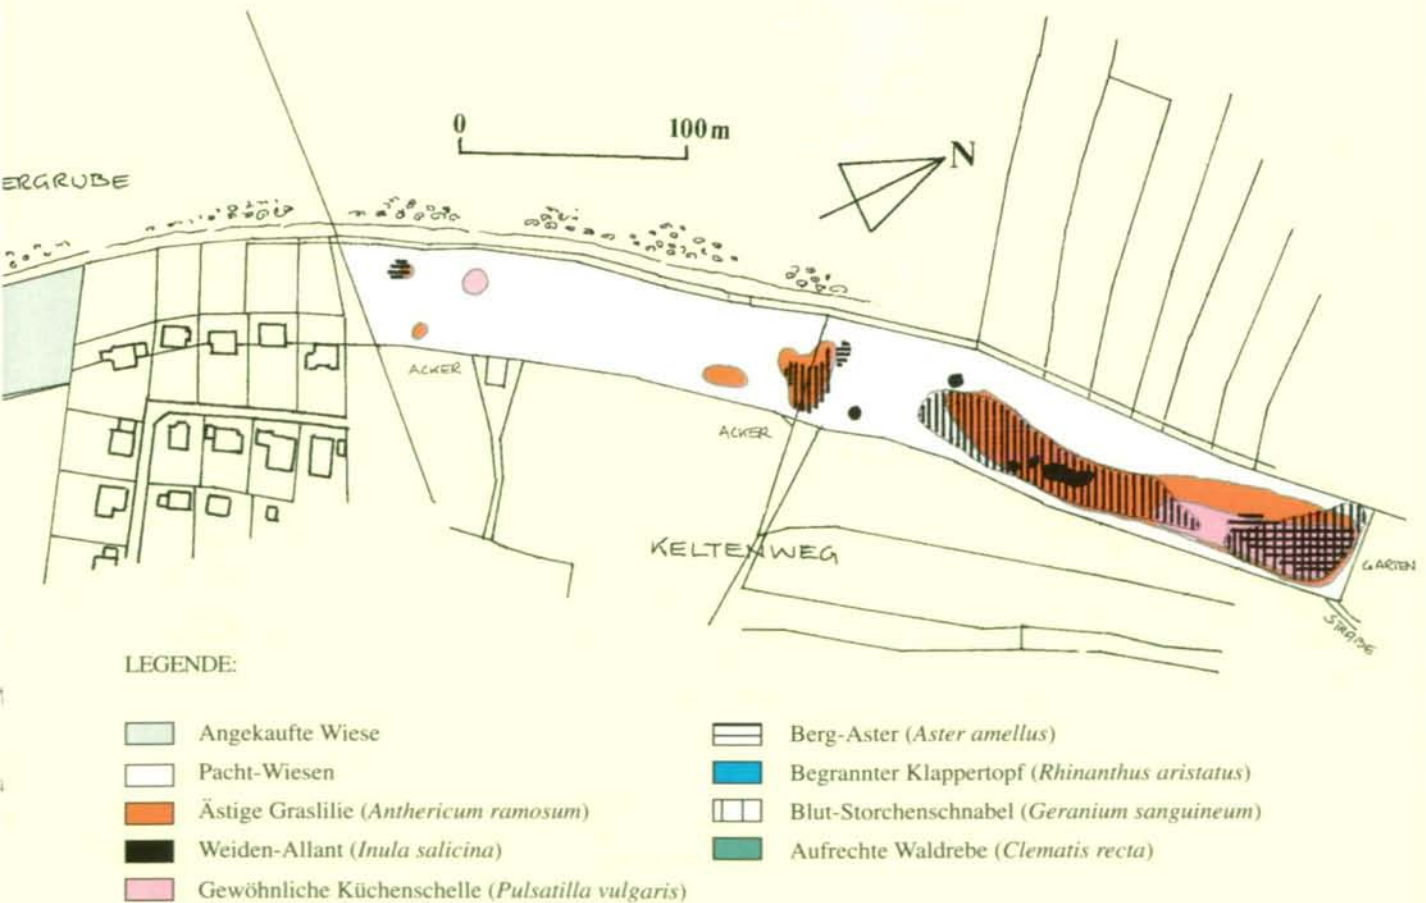 0 100 m
N
ERGRUBE
ACKER
ACKER
KELTENWEG
GARTEN
STRAßE
LEGENDE:
Angekaufte Wiese
Pacht-Wiesen
Ästige Graslilie (Anthericum ramosum)
Weiden-Allant (Inula salicina)
Gewöhnliche Küchenschelle (Pulsatilla vulgaris)
Berg-Aster (Aster amellus)
Begrannter Klappertopf (Rhinanthus aristatus)
Blut-Storchenschnabel (Geranium sanguineum)
Aufrechte Waldrebe (Clematis recta)